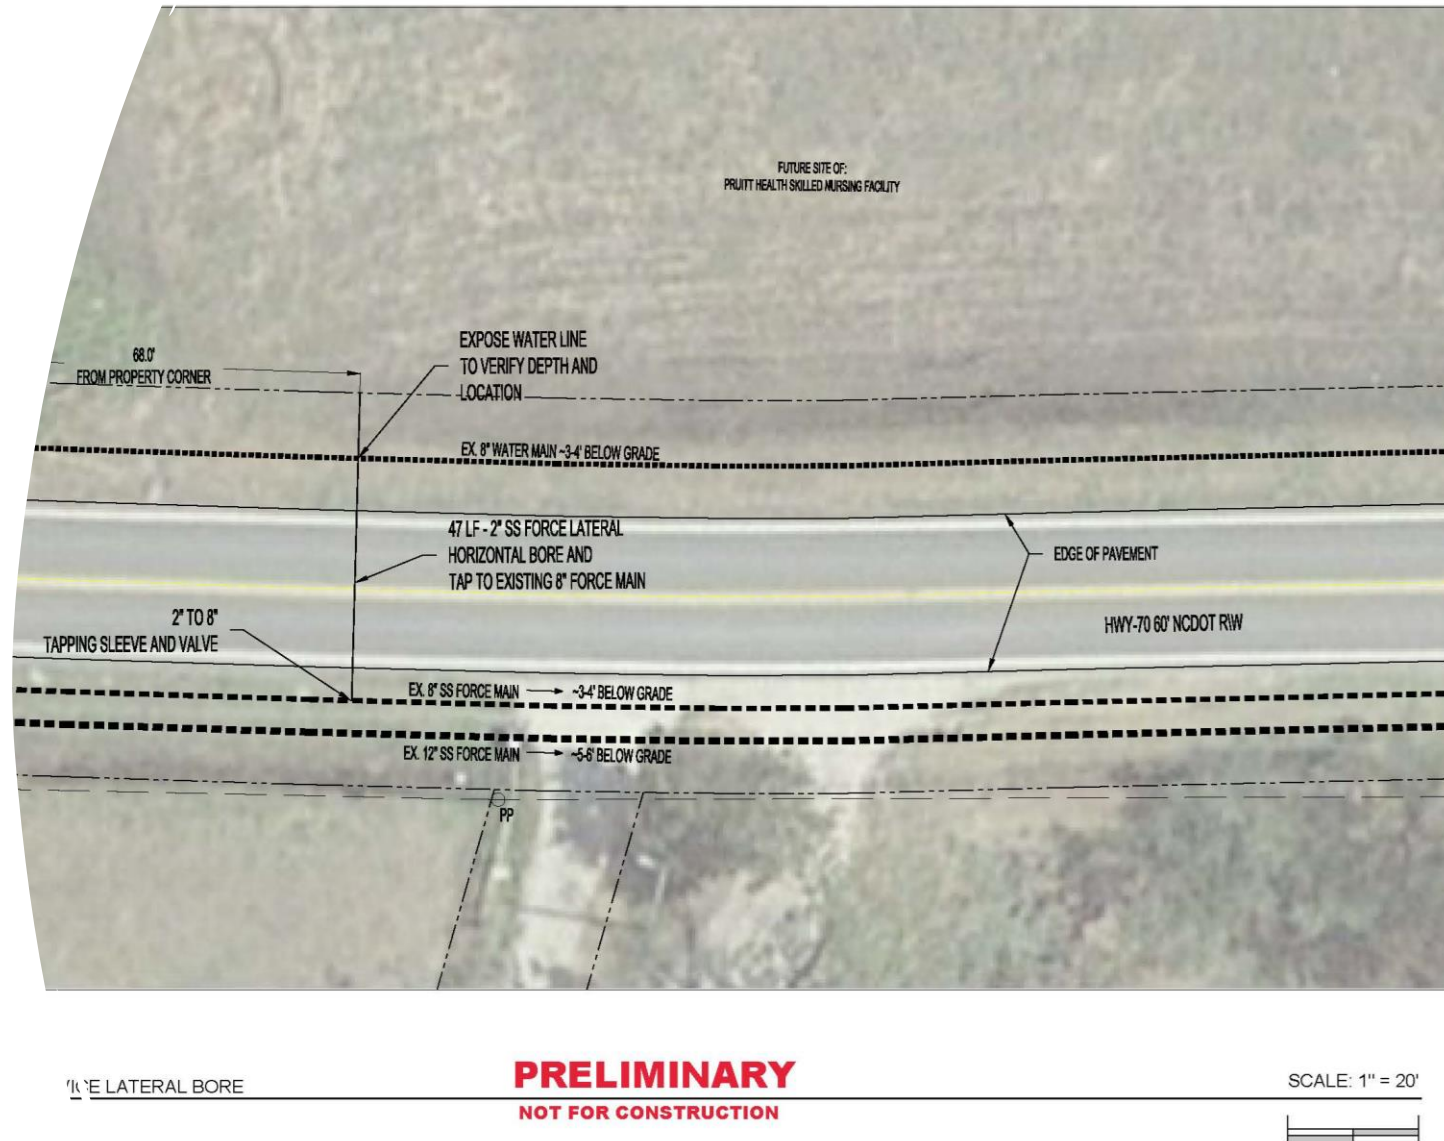 FUTURE SITE OF:
PRUITT HEALTH SKILLED NURSING FACILITY
EXPOSE WATER LINE
TO VERIFY DEPTH AND
LOCATION
68.0'
FROM PROPERTY CORNER
EX. 8" WATER MAIN ~3-4' BELOW GRADE
47 LF - 2" SS FORCE LATERAL
HORIZONTAL BORE AND
TAP TO EXISTING 8" FORCE MAIN
EDGE OF PAVEMENT
2" TO 8"
TAPPING SLEEVE AND VALVE
HWY-70 60' NCDOT R\W
EX. 8" SS FORCE MAIN ~3-4' BELOW GRADE
EX. 12" SS FORCE MAIN ~5-6' BELOW GRADE
PP
LATERAL BORE
PRELIMINARY
NOT FOR CONSTRUCTION
SCALE: 1" = 20'